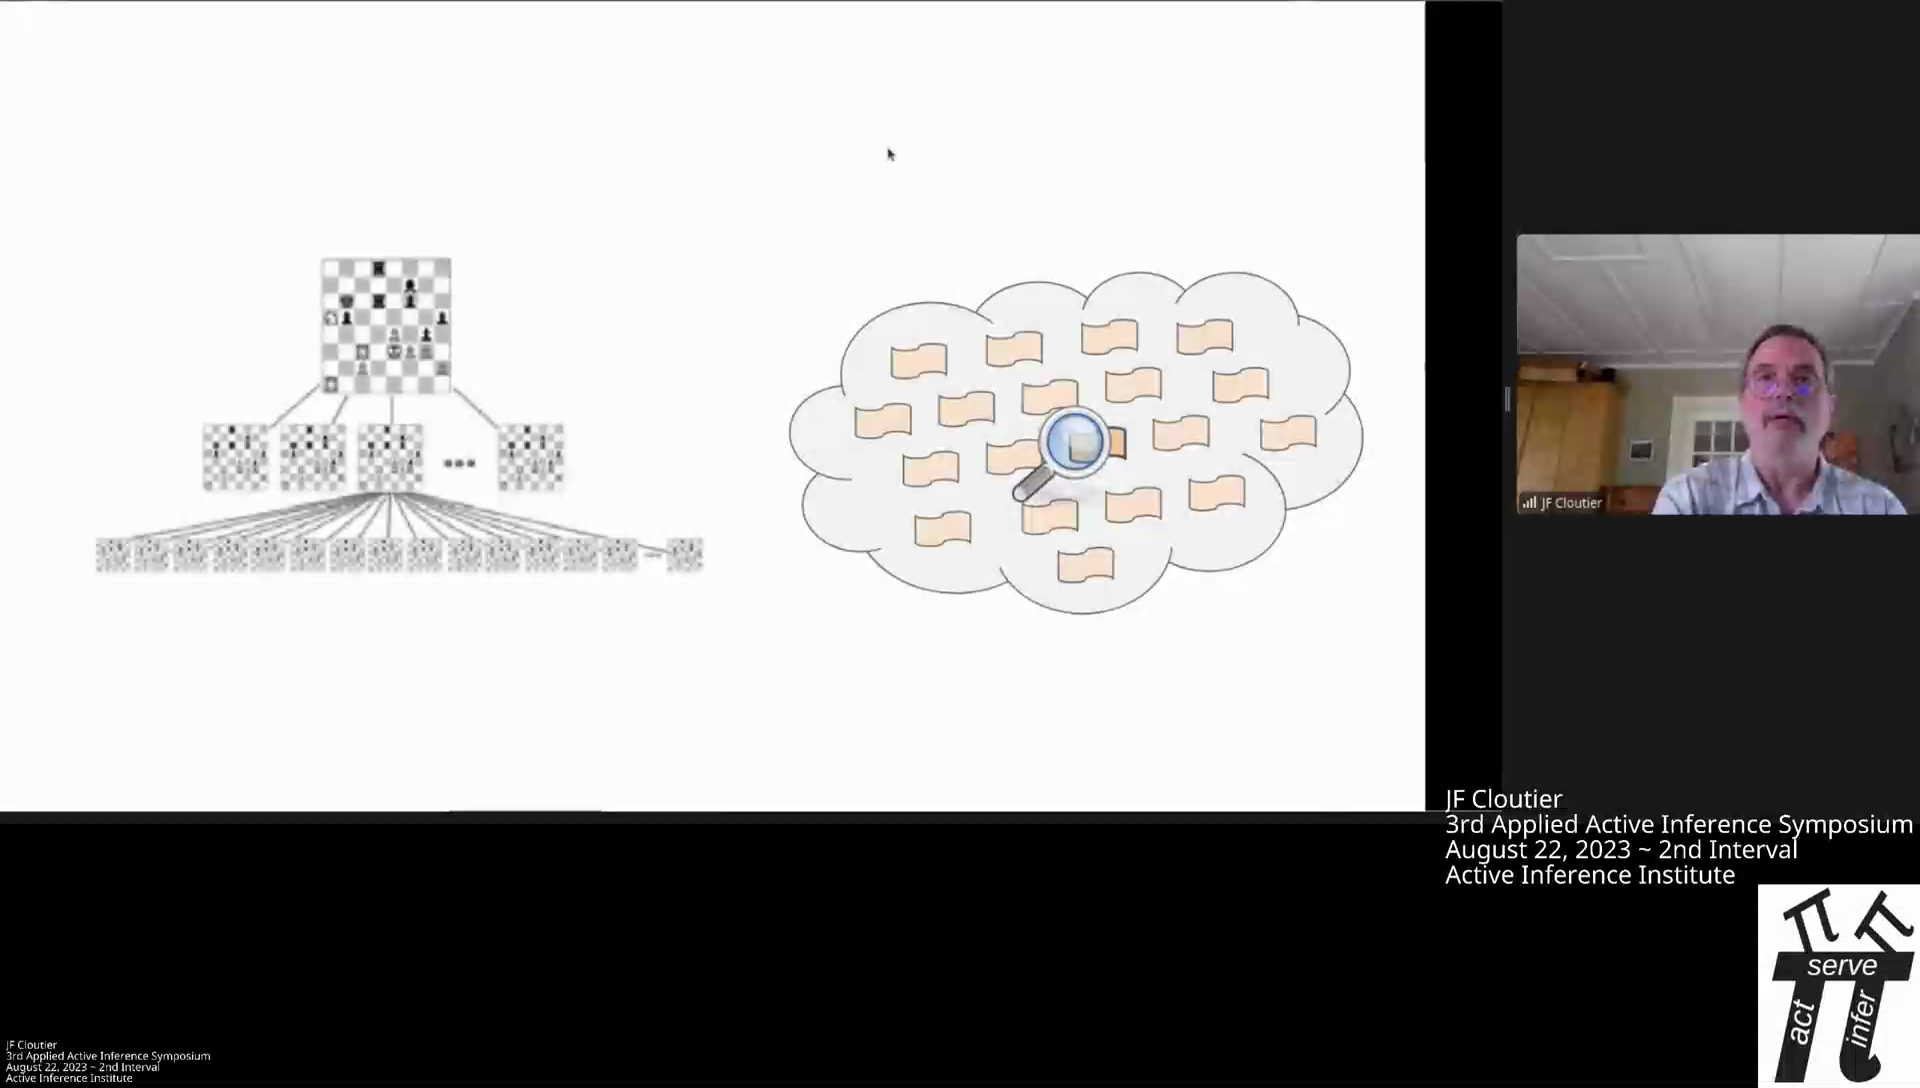 JF Cloutier
JF Cloutier
3rd Applied Active Inference Symposium
August 22, 2023 ~ 2nd Interval
Active Inference Institute
serve
act
infer
JF Cloutier
3rd Applied Active Inference Symposium
August 22, 2023 ~ 2nd Interval
Active Inference Institute